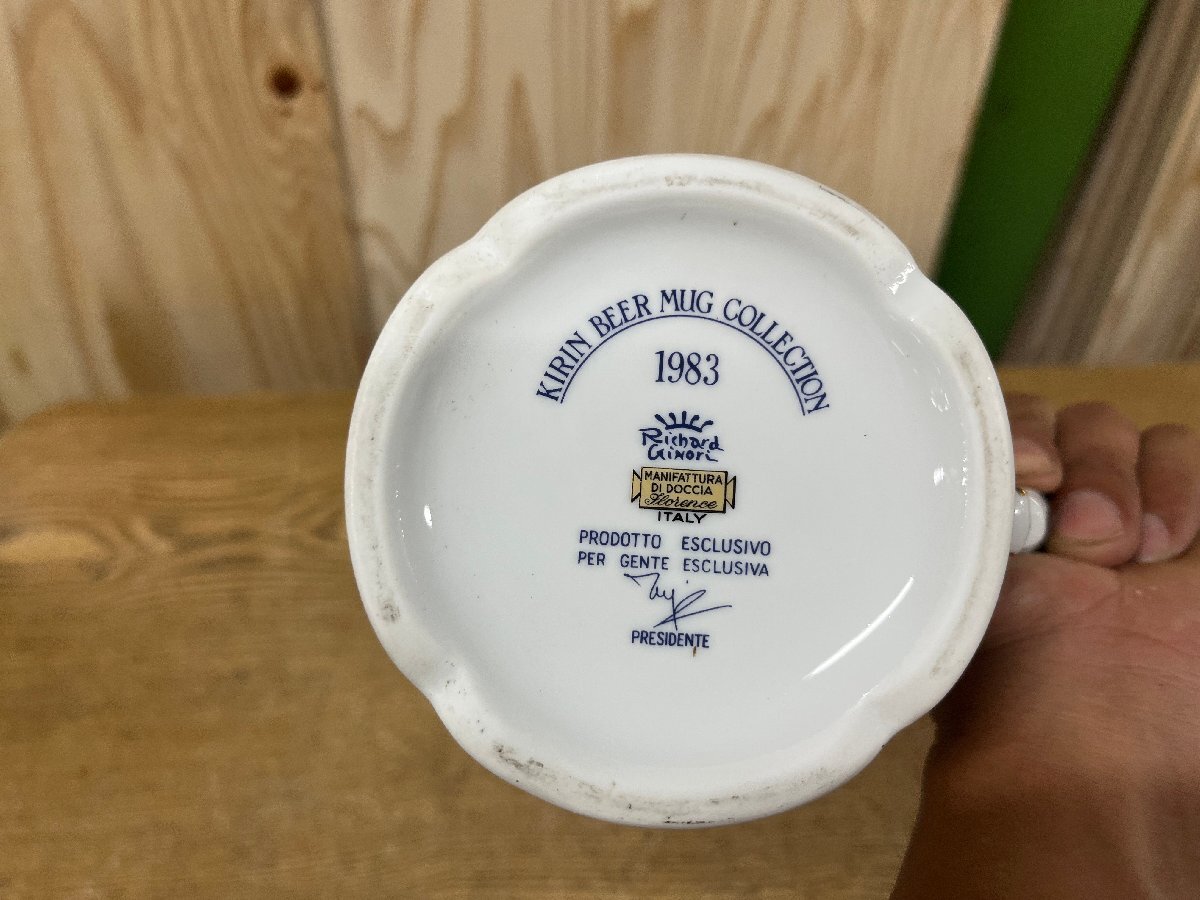 KIRIN BEER MUG COLLECTION
1983
Richard
Ginori
MANIFATTURA
DI DOCCIA
Florence
ITALY
PRODOTTO ESCLUSIVO
PER GENTE ESCLUSIVA
PRESIDENTE